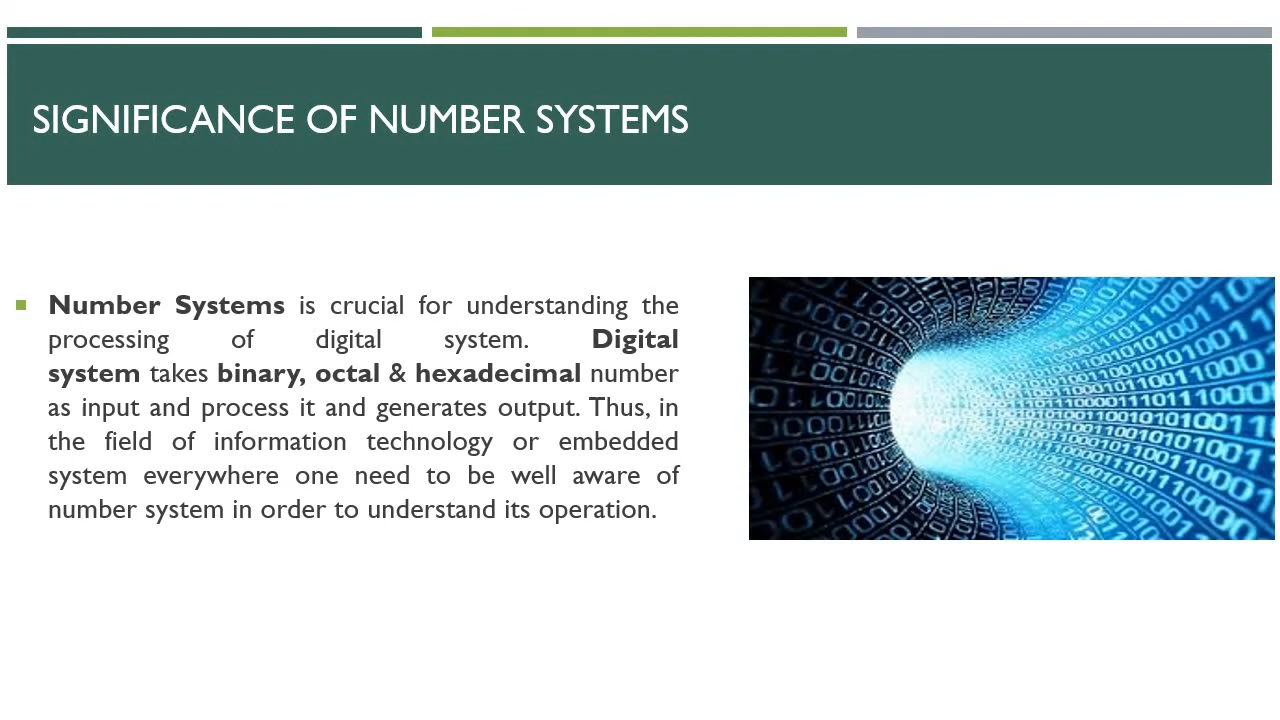 SIGNIFICANCE OF NUMBER SYSTEMS
Number Systems is crucial for understanding the
processing of digital system. Digital
system takes binary, octal & hexadecimal number
as input and process it and generates output. Thus, in
the field of information technology or embedded
system everywhere one need to be well aware of
number system in order to understand its operation.